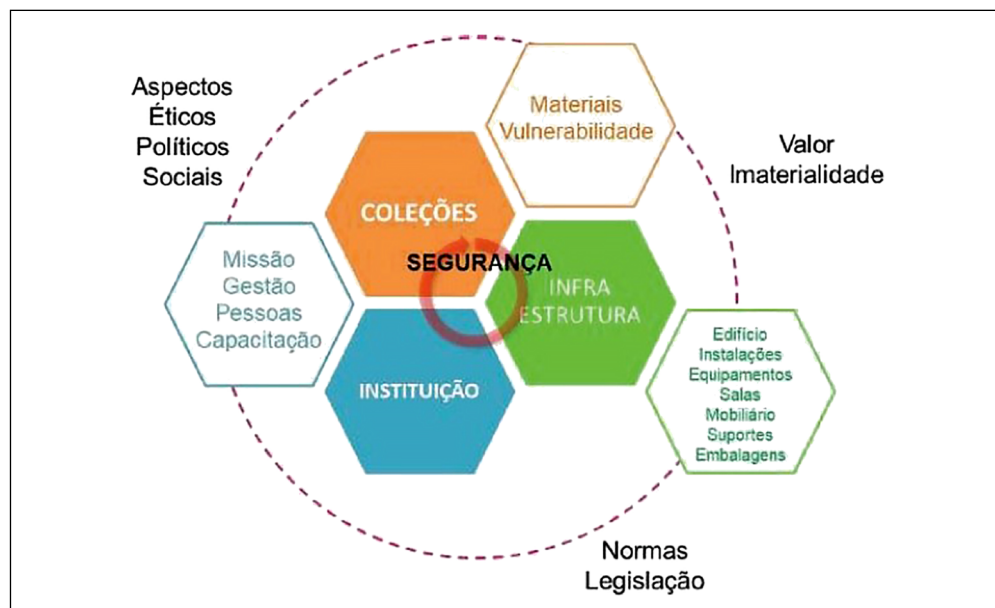 Aspectos
Éticos
Políticos
Sociais
Materiais
Vulnerabilidade
Valor
Imaterialidade
COLEÇÕES
SEGURANÇA
Missão
Gestão
Pessoas
Capacitação
INFRA
ESTRUTURA
INSTITUIÇÃO
Edifício
Instalações
Equipamentos
Salas
Mobiliário
Suportes
Embalagens
Normas
Legislação